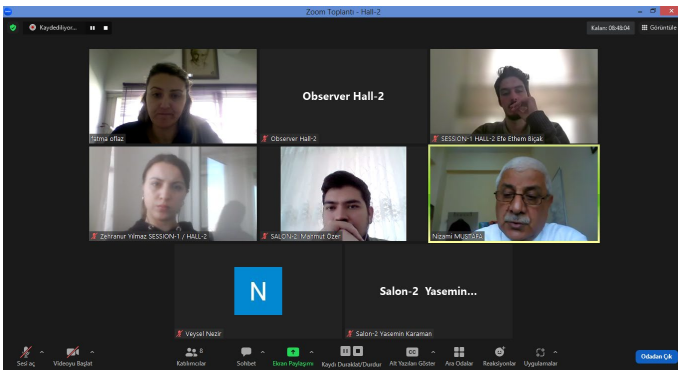 Zoom Toplantı - Hall-2
Kaydediliyor...
Kalan: 08:48:04
Görüntüle
fatma oflaz
Observer Hall-2
Observer Hall-2
SESSION-1 HALL-2 Efe Ethem Bıçak
Zehranur Yılmaz SESSION-1 / HALL-2
SALON-2: Mahmut Özer
Nizami MUSTAFA
N
Veysel Nezir
Salon-2 Yasemin...
Salon-2 Yasemin Karaman
8
CC
Sesi aç
Videoyu Başlat
Katılımcılar
Sohbet
Ekran Paylaşımı
Kaydı Duraklat/Durdur
Alt Yazıları Göster
Ara Odalar
Reaksiyonlar
Uygulamalar
Odadan Çık